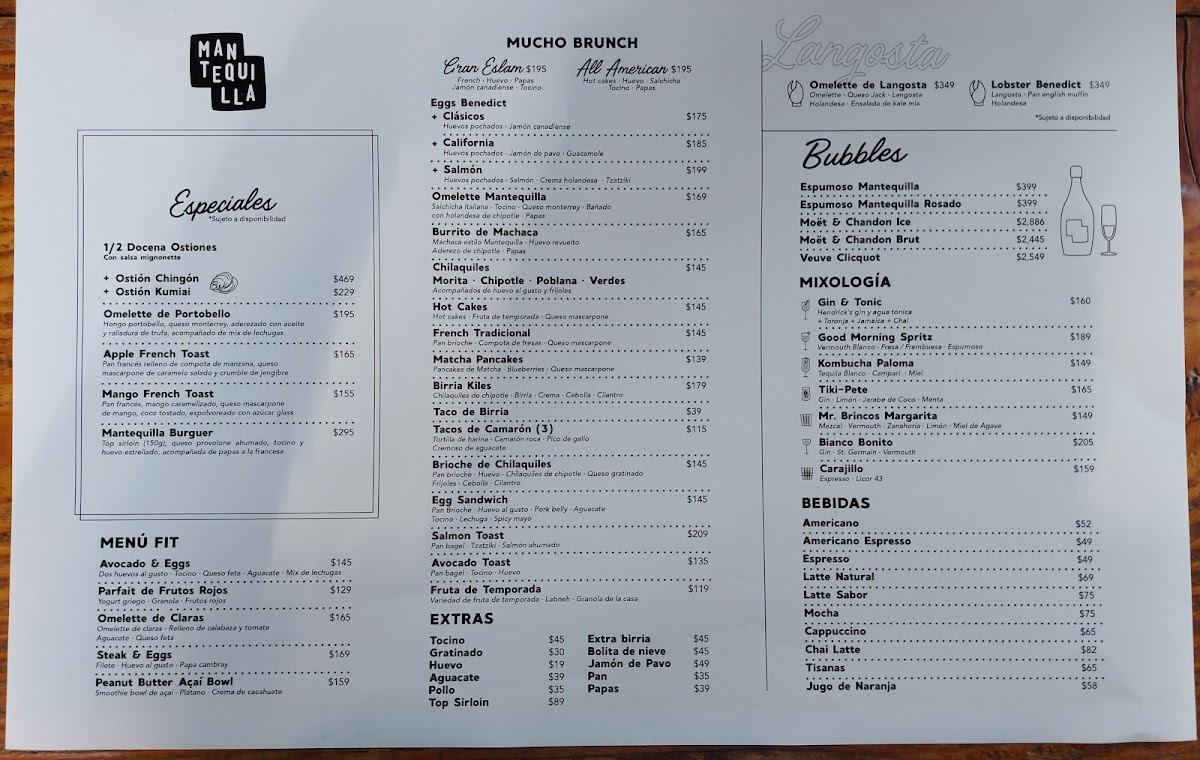 MAN
TEQUI
LLA
Especiales
*Sujeto a disponibilidad
1/2 Docena Ostiones
Con salsa mignonette
+ Ostión Chingón $469
+ Ostión Kumiai $229
Omelette de Portobello $195
Hongo portobello, queso monterrey, aderezado con aceite
y ralladura de trufa, acompañado de mix de lechugas
Apple French Toast $165
Pan francés relleno de compota de manzana, queso
mascarpone de caramelo salado y crumble de jengibre
Mango French Toast $155
Pan francés, mango caramelizado, queso mascarpone
de mango, coco tostado, espolvoreado con azúcar glass
Mantequilla Burguer $295
Top sirloin (150g), queso provolone ahumado, tocino y
huevo estrellado, acompañada de papas a la francesa
MENÚ FIT
Avocado & Eggs $145
Dos huevos al gusto · Tocino · Queso feta · Aguacate · Mix de lechugas
Parfait de Frutos Rojos $129
Yogurt griego · Granola · Frutos rojos
Omelette de Claras $165
Omelette de claras · Relleno de calabaza y tomate
Aguacate · Queso feta
Steak & Eggs $169
Filete · Huevo al gusto · Papa cambray
Peanut Butter Açaí Bowl $159
Smoothie bowl de açaí · Plátano · Crema de cacahuate
MUCHO BRUNCH
Gran Eslam $195
French · Huevo · Papas
Jamón canadiense · Tocino
All American $195
Hot cakes · Huevo · Salchicha
Tocino · Papas
Eggs Benedict
+ Clásicos $175
Huevos pochados · Jamón canadiense
+ California $185
Huevos pochados · Jamón de pavo · Guacamole
+ Salmón $199
Huevos pochados · Salmón · Crema holandesa · Tzatziki
Omelette Mantequilla $169
Salchicha italiana · Tocino · Queso monterrey · Bañado
con holandesa de chipotle · Papas
Burrito de Machaca $165
Machaca estilo Mantequilla · Huevo revuelto
Aderezo de chipotle · Papas
Chilaquiles $145
Morita · Chipotle · Poblana · Verdes
Acompañados de huevo al gusto y frijoles
Hot Cakes $145
Hot cakes · Fruta de temporada · Queso mascarpone
French Tradicional $145
Pan brioche · Compota de fresas · Queso mascarpone
Matcha Pancakes $139
Pancakes de Matcha · Blueberries · Queso mascarpone
Birria Kiles $179
Chilaquiles de chipotle · Birria · Crema · Cebolla · Cilantro
Taco de Birria $39
Tacos de Camarón (3) $115
Tortilla de harina · Camarón roca · Pico de gallo
Cremoso de aguacate
Brioche de Chilaquiles $145
Pan brioche · Huevo · Chilaquiles de chipotle · Queso gratinado
Frijoles · Cebolla · Cilantro
Egg Sandwich $145
Pan Brioche · Huevo al gusto · Pork belly · Aguacate
Tocino · Lechuga · Spicy mayo
Salmon Toast $209
Pan bagel · Tzatziki · Salmón ahumado
Avocado Toast $135
Pan bagel · Tocino · Huevo
Fruta de Temporada $119
Variedad de fruta de temporada · Labneh · Granola de la casa
EXTRAS
Tocino $45
Gratinado $30
Huevo $19
Aguacate $39
Pollo $35
Top Sirloin $89
Extra birria $45
Bolita de nieve $45
Jamón de Pavo $49
Pan $35
Papas $39
Langosta
Omelette de Langosta $349
Omelette · Queso Jack · Langosta
Holandesa · Ensalada de kale mix
Lobster Benedict $349
Langosta · Pan english muffin
Holandesa
*Sujeto a disponibilidad
Bubbles
Espumoso Mantequilla $399
Espumoso Mantequilla Rosado $399
Moët & Chandon Ice $2,886
Moët & Chandon Brut $2,445
Veuve Clicquot $2,549
MIXOLOGÍA
Gin & Tonic $160
Hendrick's gin y agua tónica
+ Toronja + Jamaica + Chai
Good Morning Spritz $189
Vermouth Blanco · Fresa / Frambuesa · Espumoso
Kombucha Paloma $149
Tequila Blanco · Campari · Miel
Tiki-Pete $165
Gin · Limón · Jarabe de Coco · Menta
Mr. Brincos Margarita $149
Mezcal · Vermouth · Zanahoria · Limón · Miel de Agave
Bianco Bonito $205
Gin · St. Germain · Vermouth
Carajillo $159
Espresso · Licor 43
BEBIDAS
Americano $52
Americano Espresso $49
Espresso $49
Latte Natural $69
Latte Sabor $75
Mocha $75
Cappuccino $65
Chai Latte $82
Tisanas $65
Jugo de Naranja $58